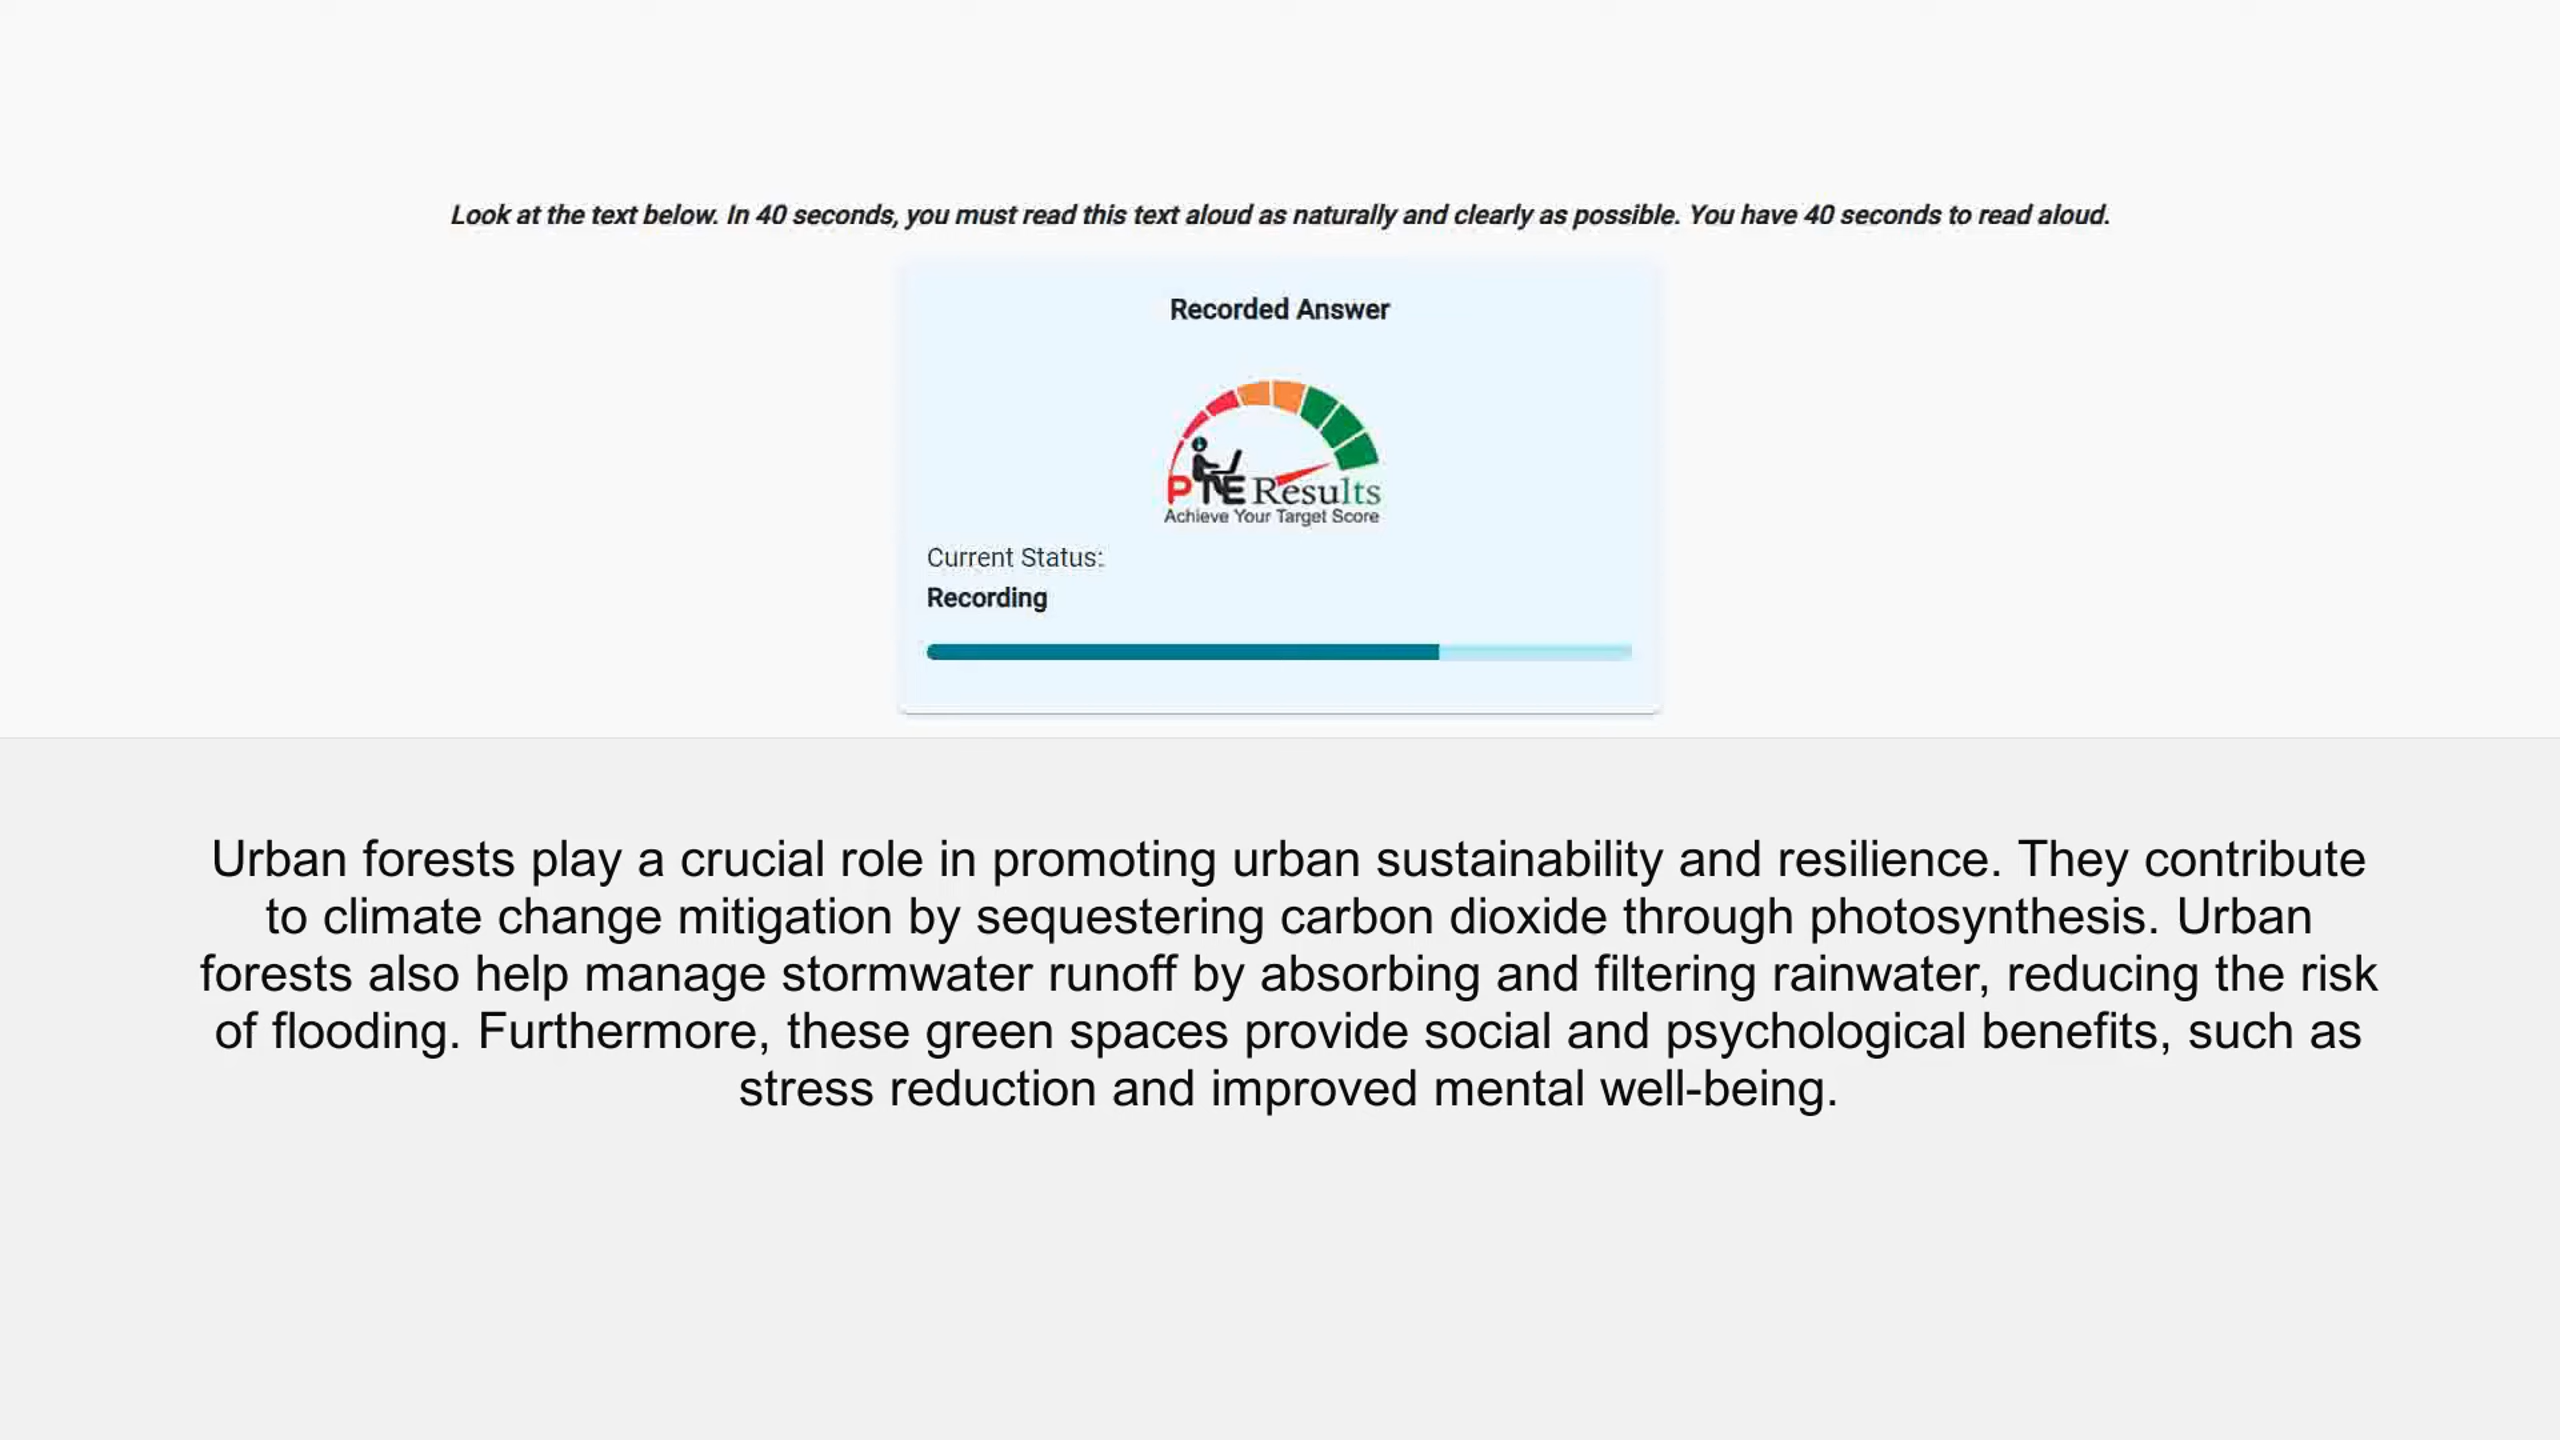 Look at the text below. In 40 seconds, you must read this text aloud as naturally and clearly as possible. You have 40 seconds to read aloud.
Recorded Answer
PTE Results
Achieve Your Target Score
Current Status:
Recording
Urban forests play a crucial role in promoting urban sustainability and resilience. They contribute
to climate change mitigation by sequestering carbon dioxide through photosynthesis. Urban
forests also help manage stormwater runoff by absorbing and filtering rainwater, reducing the risk
of flooding. Furthermore, these green spaces provide social and psychological benefits, such as
stress reduction and improved mental well-being.